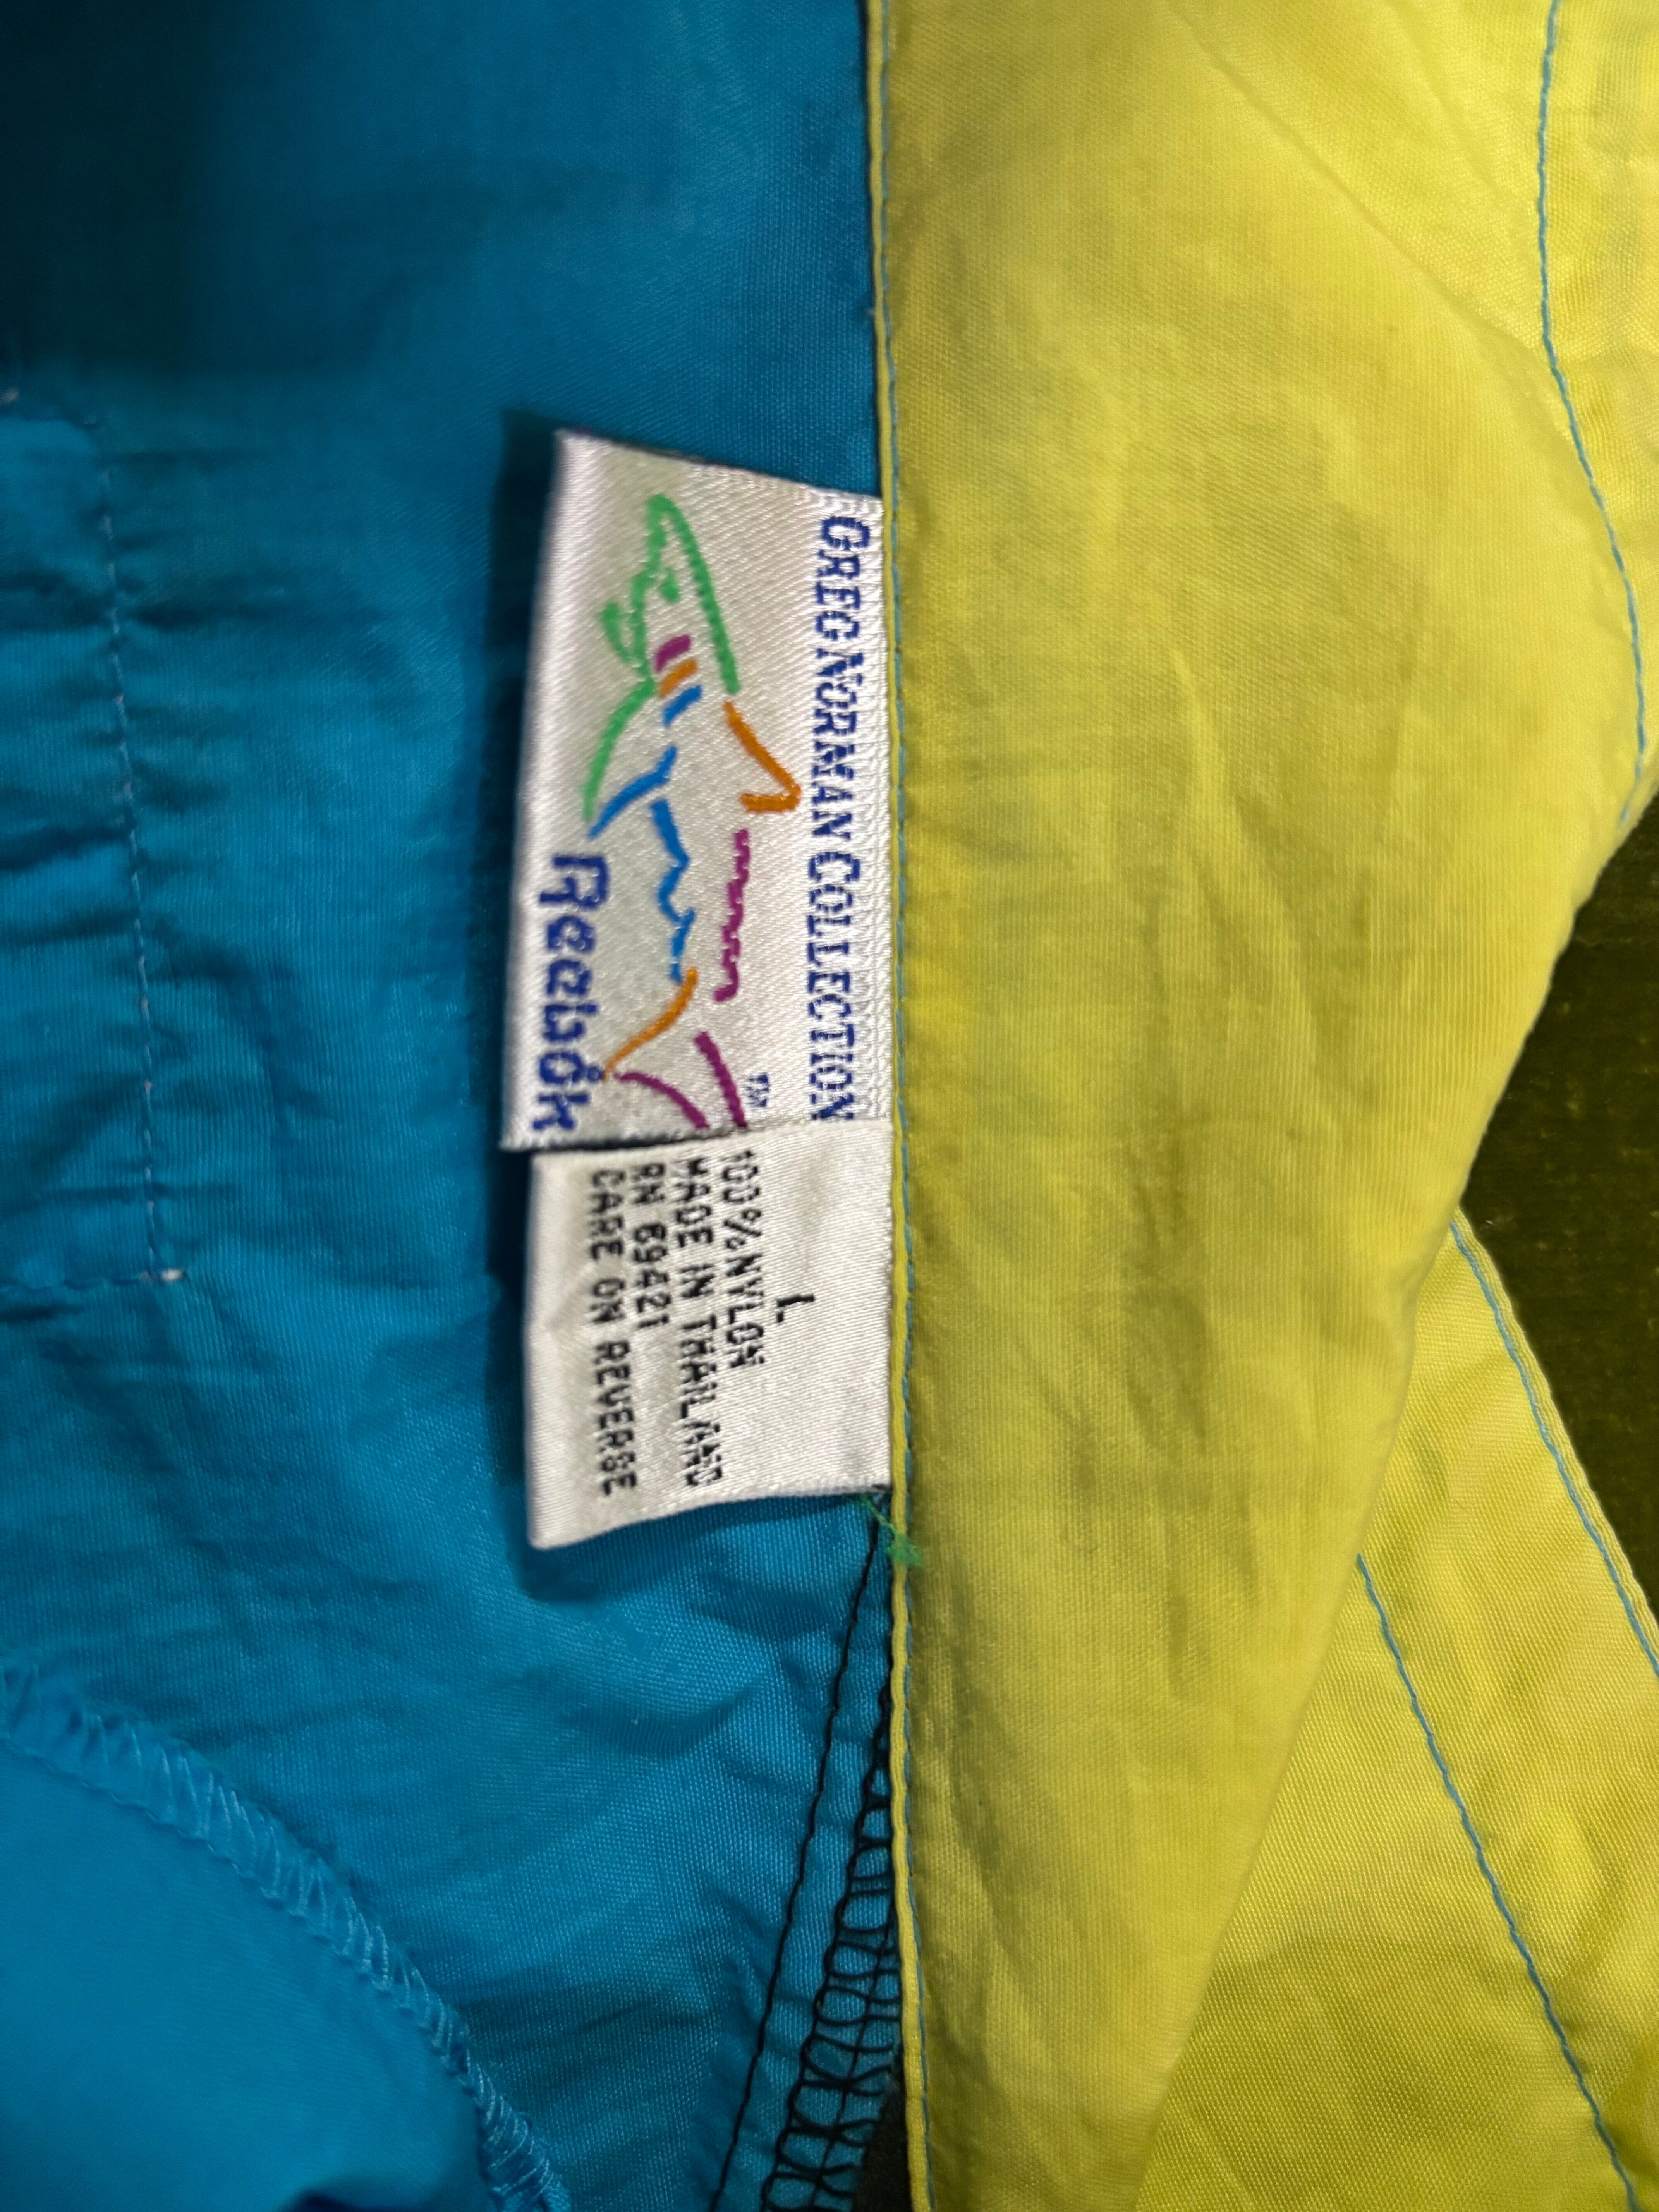 GREG NORMAN COLLECTION
TM
Reebok
L
100% NYLON
MADE IN THAILAND
RN 69421
CARE ON REVERSE